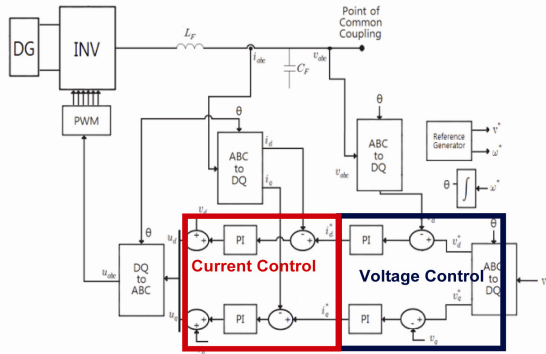 Point of
Common
Coupling
DG
INV
L_F
i_abc
v_abc
C_F
PWM
θ
θ
ABC
to
DQ
i_d
i_q
v_abc
ABC
to
DQ
Reference
Generator
v*
ω*
θ
∫
ω*
v_d
θ
u_abc
DQ
to
ABC
θ
u_d
u_q
PI
i_d*
PI
v_d*
ABC
to
DQ
Current Control
Voltage Control
PI
i_q*
PI
v_q*
v_q